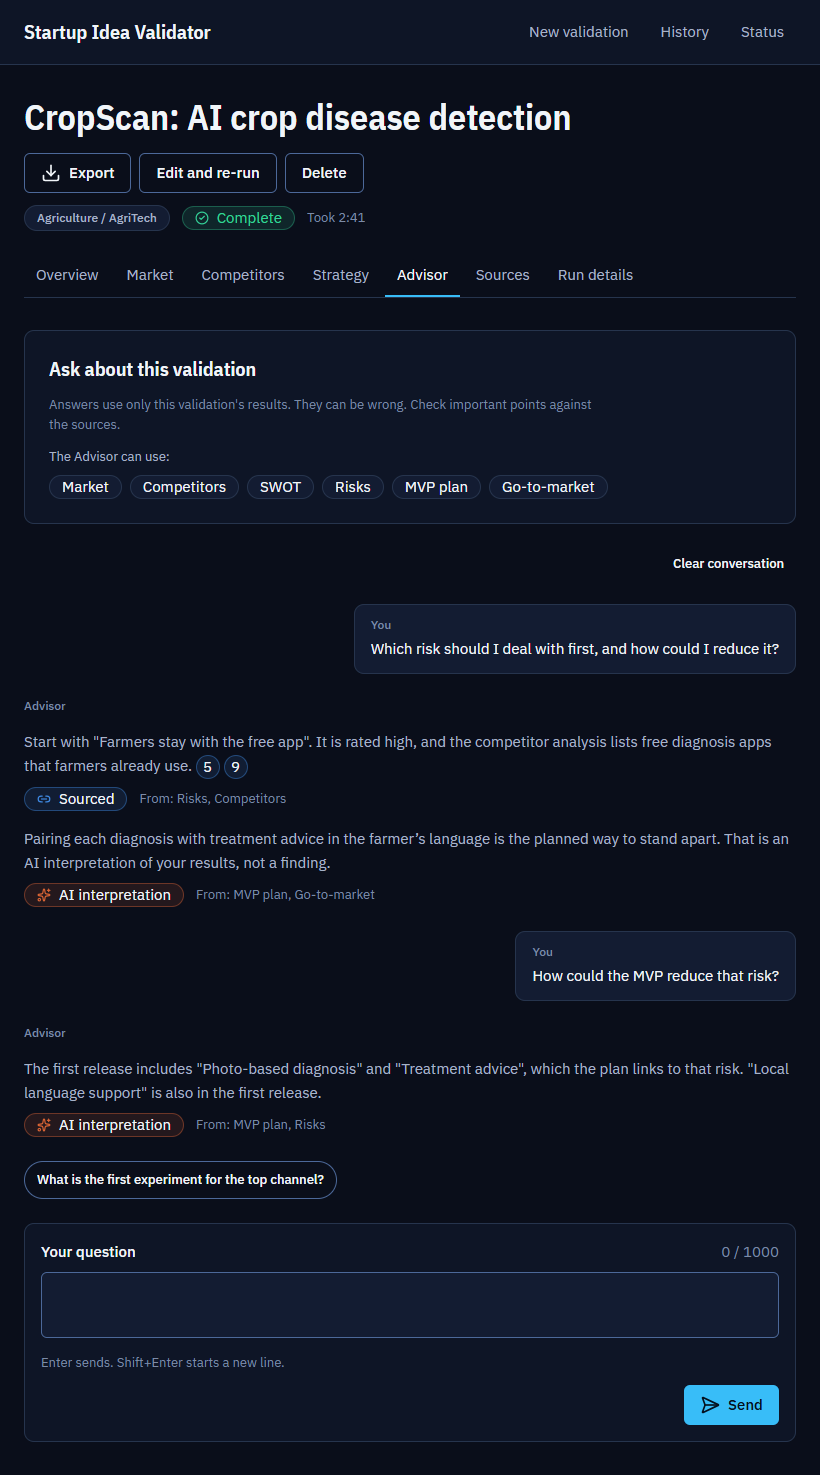 Startup Idea Validator
New validation
History
Status
CropScan: AI crop disease detection
Export
Edit and re-run
Delete
Agriculture / AgriTech
Complete
Took 2:41
Overview
Market
Competitors
Strategy
Advisor
Sources
Run details
Ask about this validation
Answers use only this validation's results. They can be wrong. Check important points against
the sources.
The Advisor can use:
Market
Competitors
SWOT
Risks
MVP plan
Go-to-market
Clear conversation
You
Which risk should I deal with first, and how could I reduce it?
Advisor
Start with "Farmers stay with the free app". It is rated high, and the competitor analysis lists free diagnosis apps
that farmers already use. 5 9
Sourced
From: Risks, Competitors
Pairing each diagnosis with treatment advice in the farmer’s language is the planned way to stand apart. That is an
AI interpretation of your results, not a finding.
AI interpretation
From: MVP plan, Go-to-market
You
How could the MVP reduce that risk?
Advisor
The first release includes "Photo-based diagnosis" and "Treatment advice", which the plan links to that risk. "Local
language support" is also in the first release.
AI interpretation
From: MVP plan, Risks
What is the first experiment for the top channel?
Your question
0 / 1000
Enter sends. Shift+Enter starts a new line.
Send